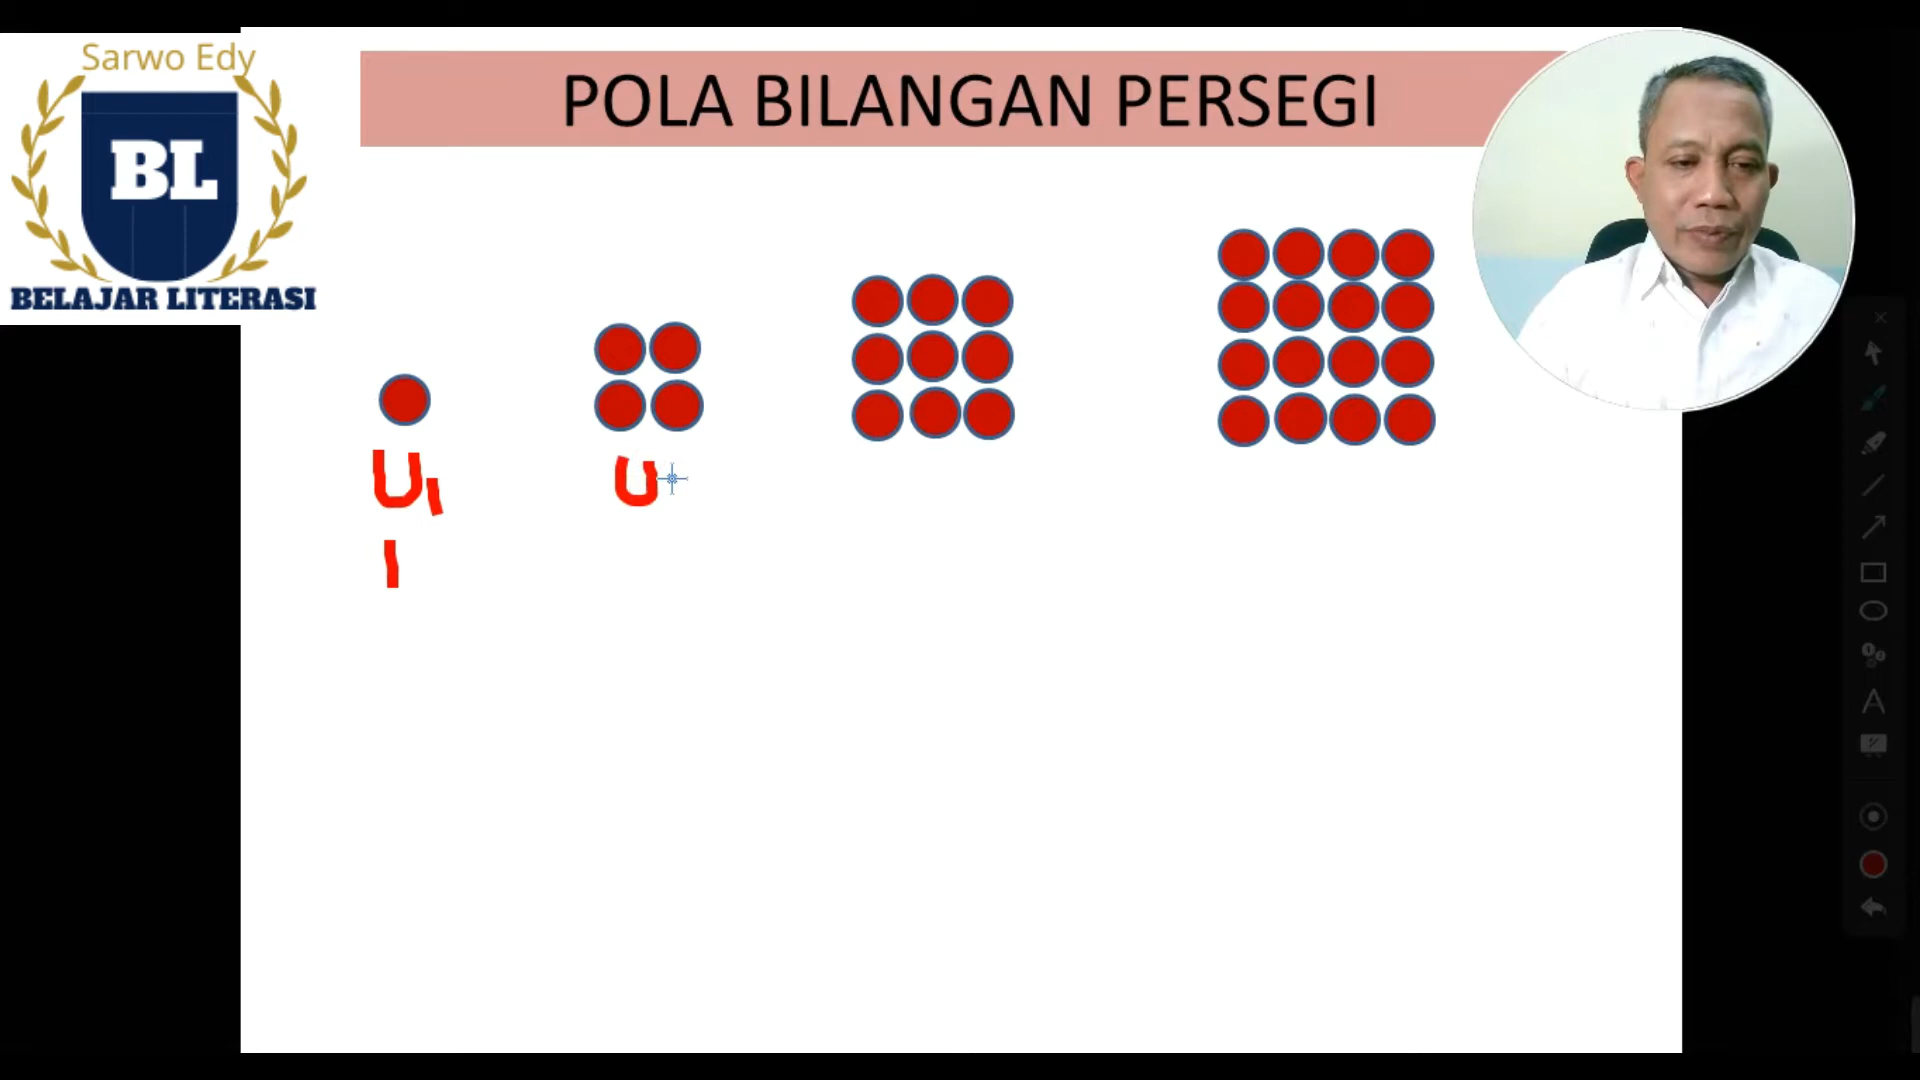 Sarwo Edy
BL
BELAJAR LITERASI
POLA BILANGAN PERSEGI
U1
U
1
A